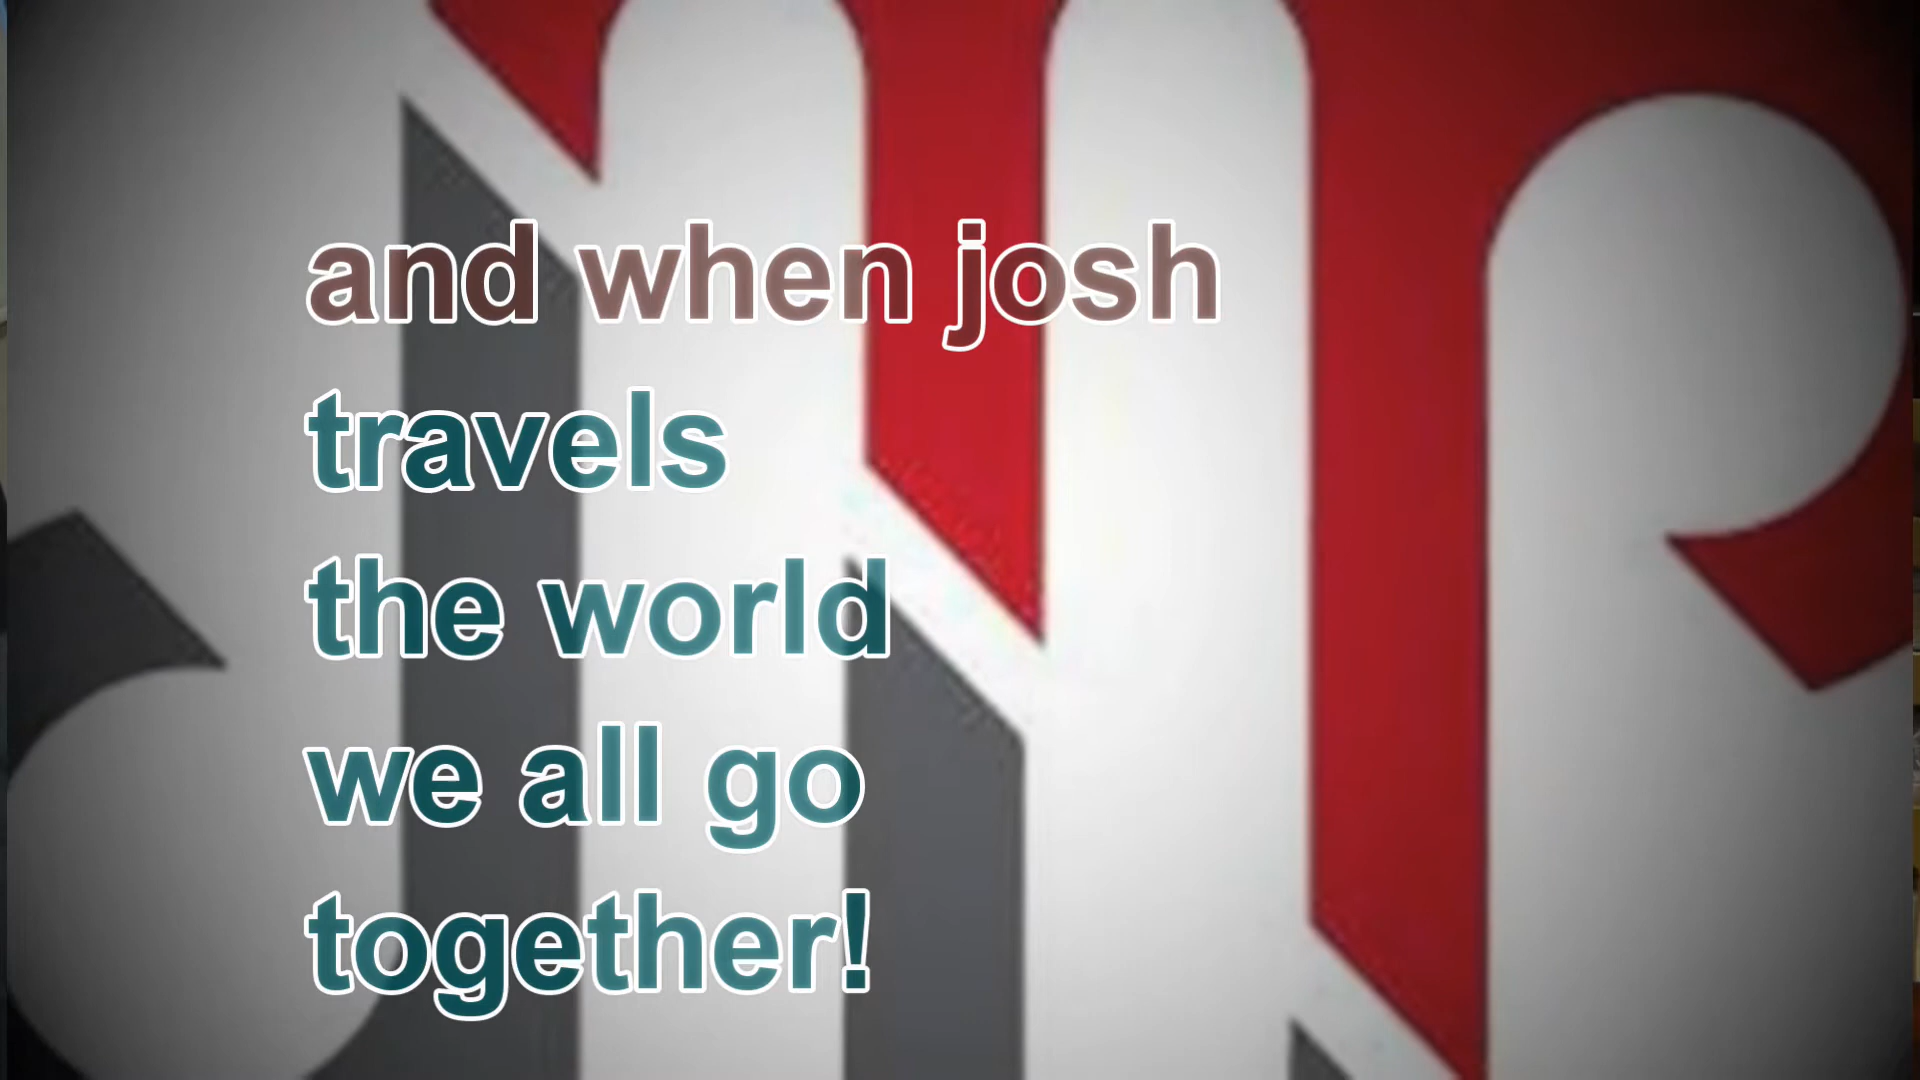 and when josh
travels
the world
we all go
together!